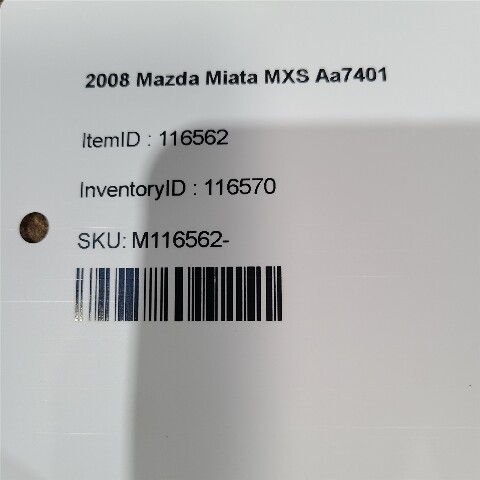 2008 Mazda Miata MXS Aa7401
ItemID : 116562
InventoryID : 116570
SKU: M116562-